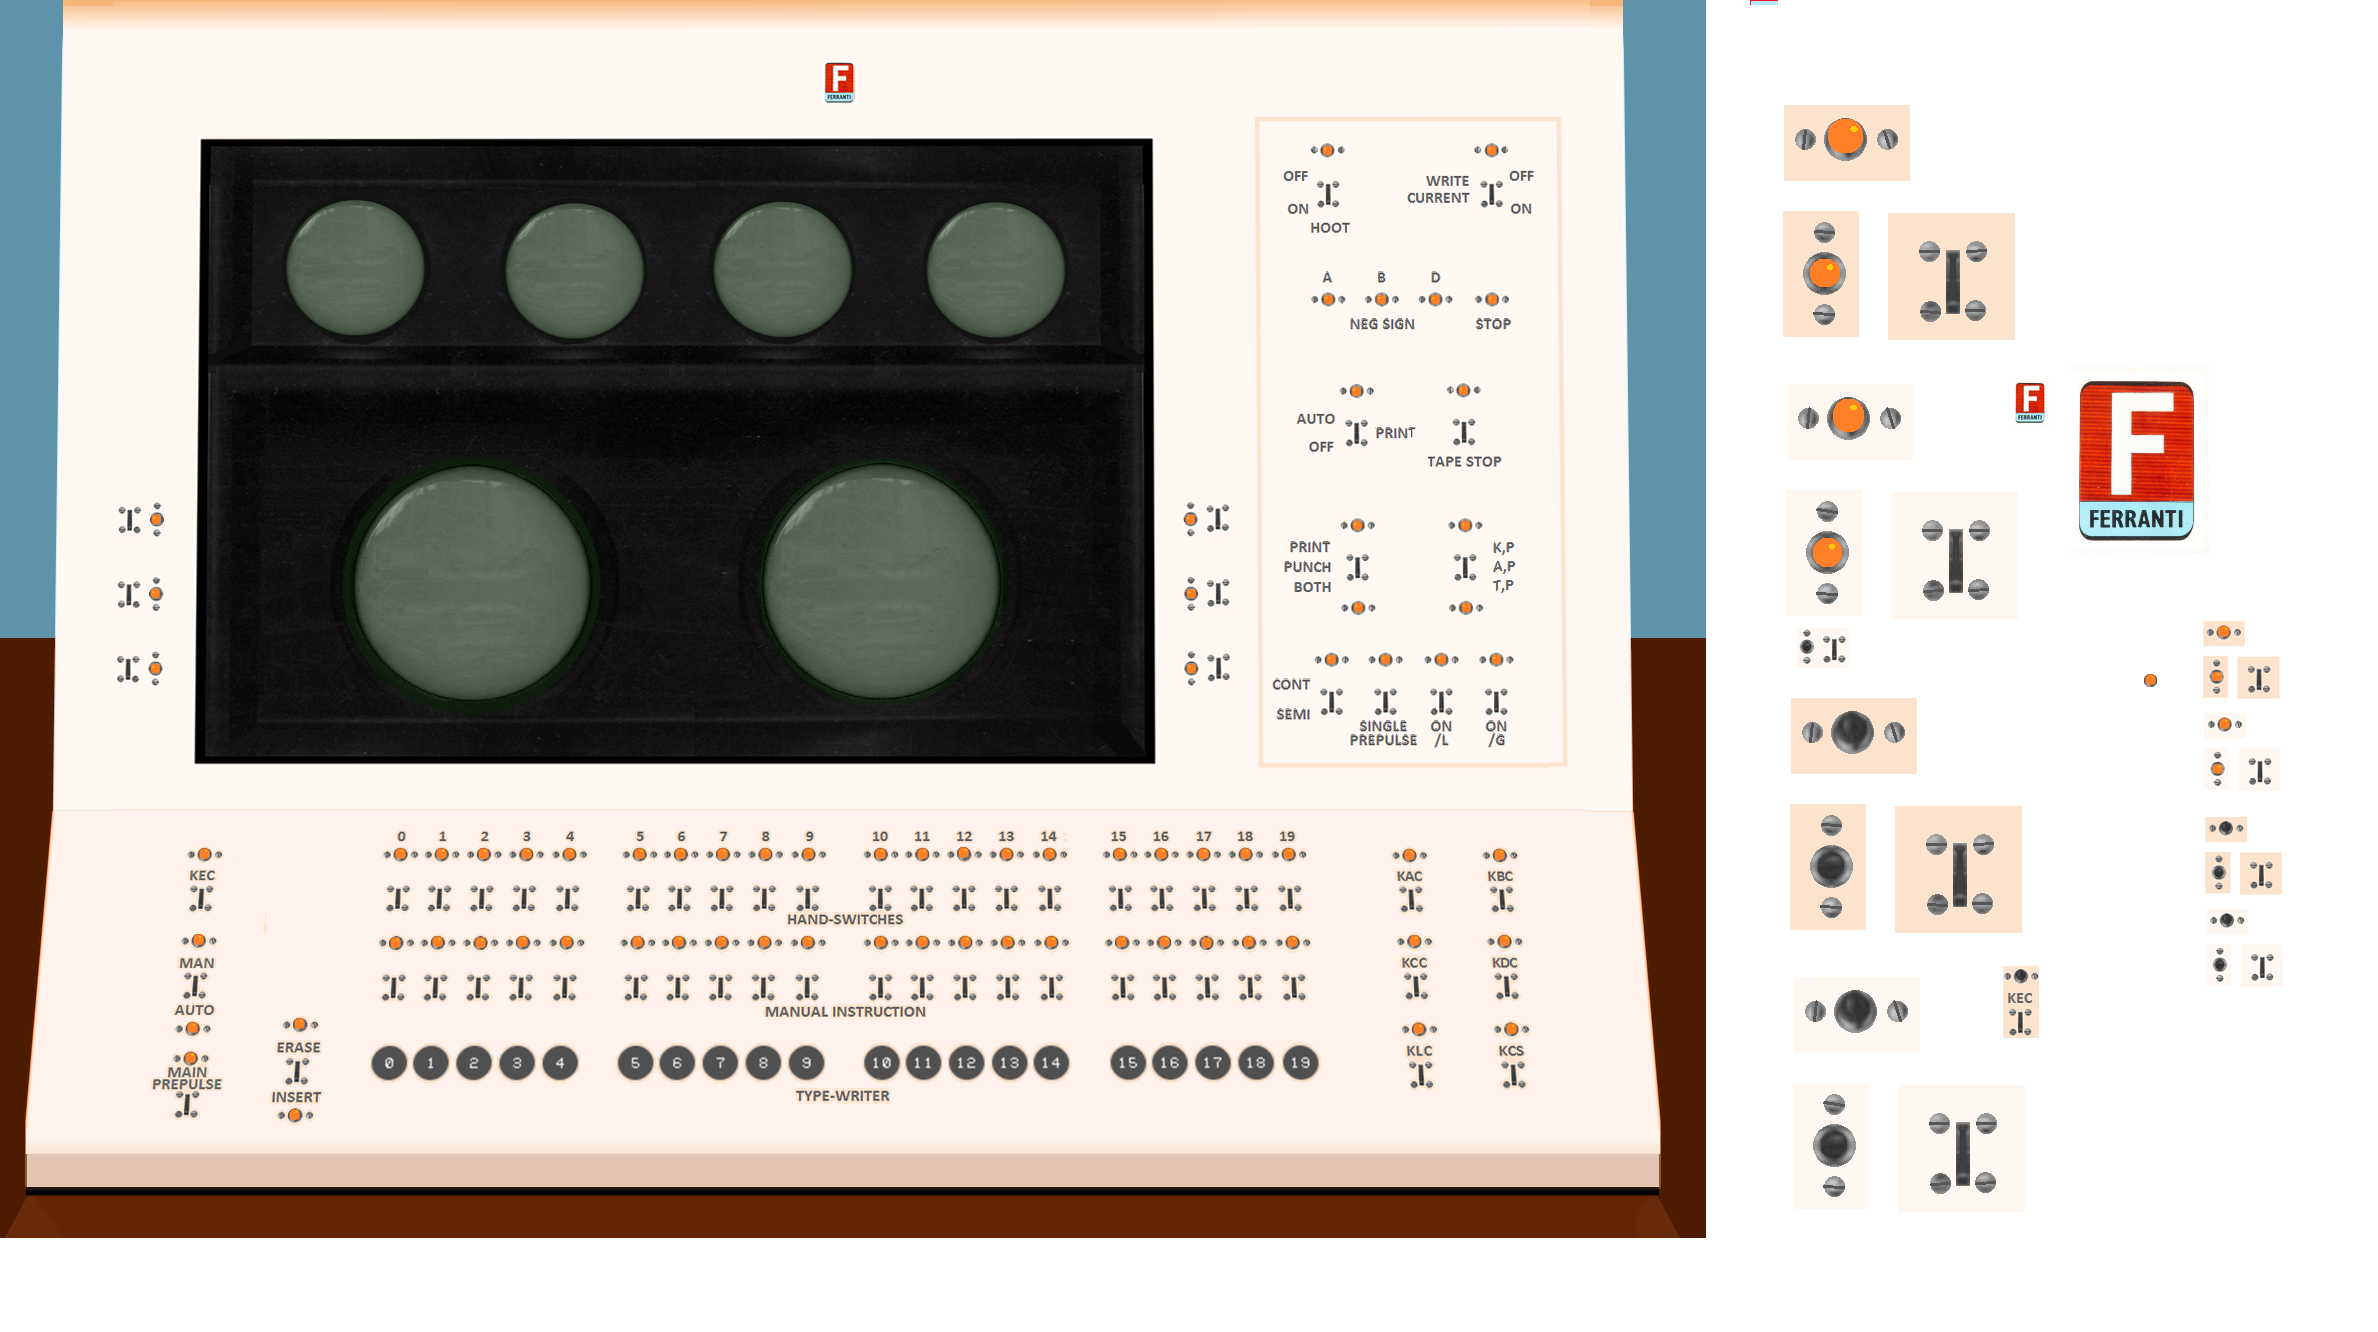 F
FERRANTI
OFF
ON
HOOT
WRITE
CURRENT
OFF
ON
A B D
NEG SIGN
STOP
AUTO
OFF
PRINT
TAPE STOP
PRINT
PUNCH
BOTH
K,P
A,P
T,P
CONT
SEMI
SINGLE
PREPULSE
ON
/L
ON
/G
0 1 2 3 4 5 6 7 8 9 10 11 12 13 14 15 16 17 18 19
KEC
HAND-SWITCHES
KAC
KBC
MAN
AUTO
MANUAL INSTRUCTION
KCC
KDC
MAIN
PREPULSE
ERASE
INSERT
0 1 2 3 4 5 6 7 8 9 10 11 12 13 14 15 16 17 18 19
TYPE-WRITER
KLC
KCS
F
FERRANTI
F
FERRANTI
KEC